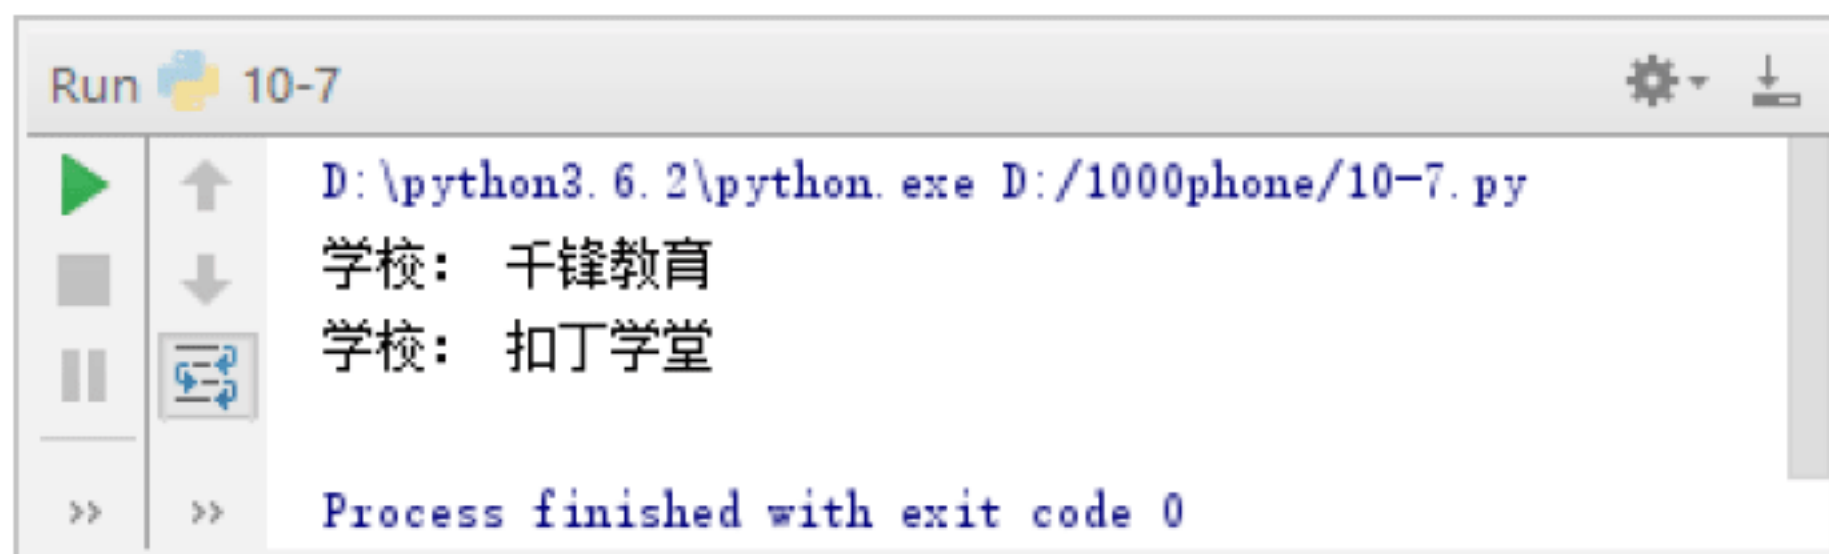 Run 10-7
D:\python3.6.2\python.exe D:/1000phone/10-7.py
学校： 千锋教育
学校： 扣丁学堂
Process finished with exit code 0